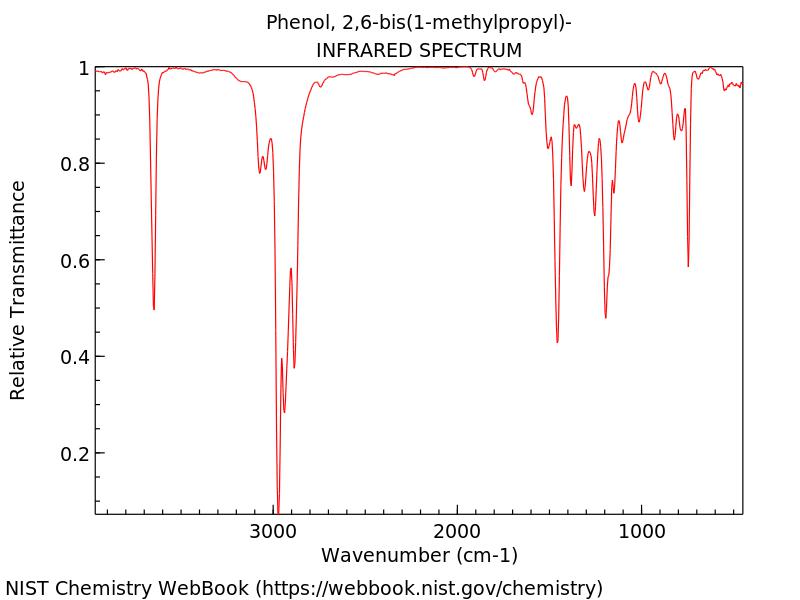 Phenol, 2,6-bis(1-methylpropyl)-
INFRARED SPECTRUM
1
0.8
0.6
0.4
0.2
Relative Transmittance
3000 2000 1000
Wavenumber (cm-1)
NIST Chemistry WebBook (https://webbook.nist.gov/chemistry)